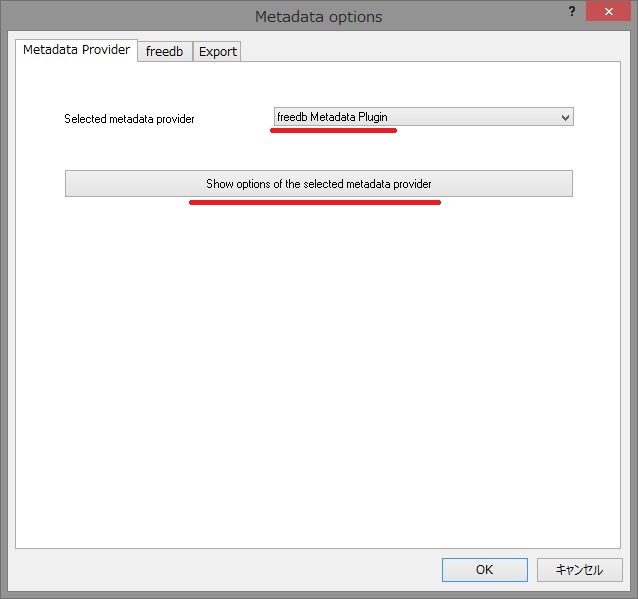 Metadata options
?
Metadata Provider
freedb
Export
Selected metadata provider
freedb Metadata Plugin
Show options of the selected metadata provider
OK
キャンセル